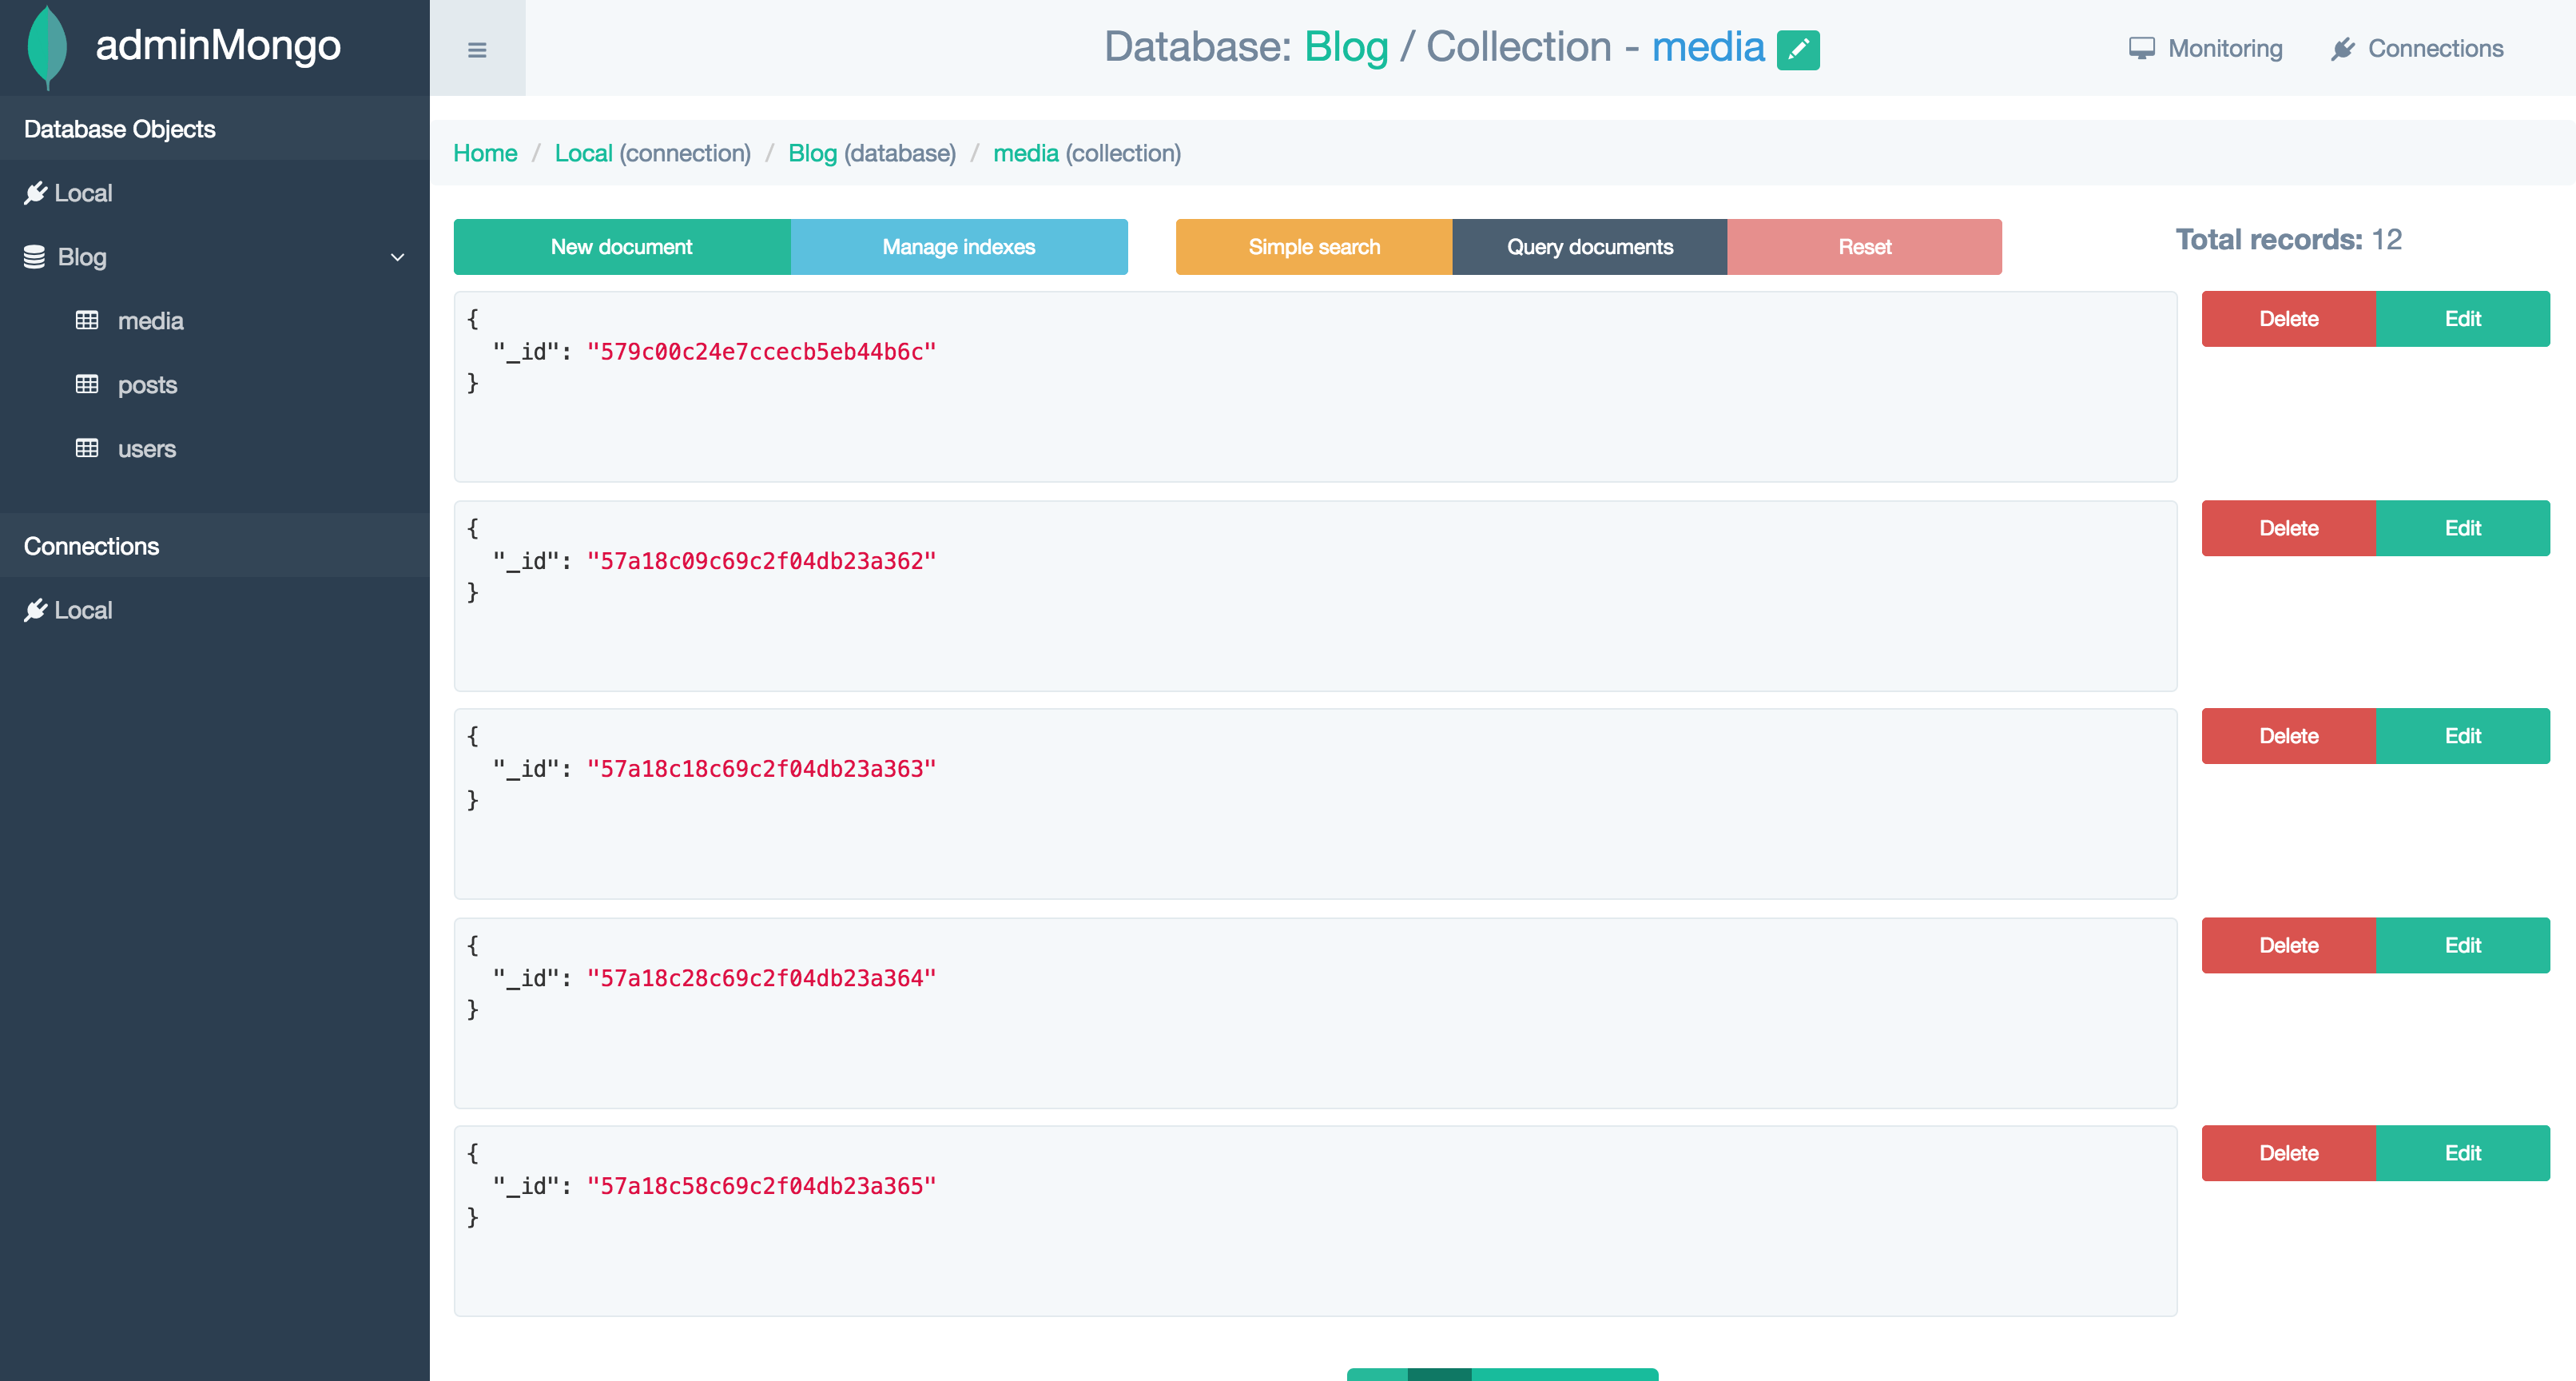 adminMongo
Database: Blog / Collection - media
Monitoring
Connections
Database Objects
Local
Blog
media
posts
users
Connections
Local
Home / Local (connection) / Blog (database) / media (collection)
New document
Manage indexes
Simple search
Query documents
Reset
Total records: 12
{
"_id": "579c00c24e7ccecb5eb44b6c"
}
Delete
Edit
{
"_id": "57a18c09c69c2f04db23a362"
}
Delete
Edit
{
"_id": "57a18c18c69c2f04db23a363"
}
Delete
Edit
{
"_id": "57a18c28c69c2f04db23a364"
}
Delete
Edit
{
"_id": "57a18c58c69c2f04db23a365"
}
Delete
Edit